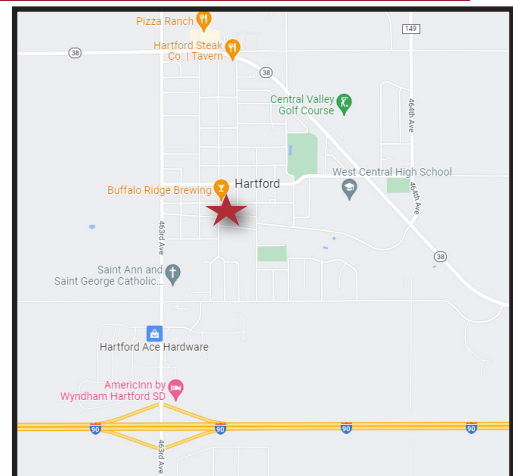 Pizza Ranch
149
38
Hartford Steak
Co. | Tavern
38
Central Valley
Golf Course
464th Ave
West Central High School
Hartford
Buffalo Ridge Brewing
464th Ave
463rd Ave
38
Saint Ann and
Saint George Catholic...
Hartford Ace Hardware
AmericInn by
Wyndham Hartford SD
90
90
90
90
463rd Ave